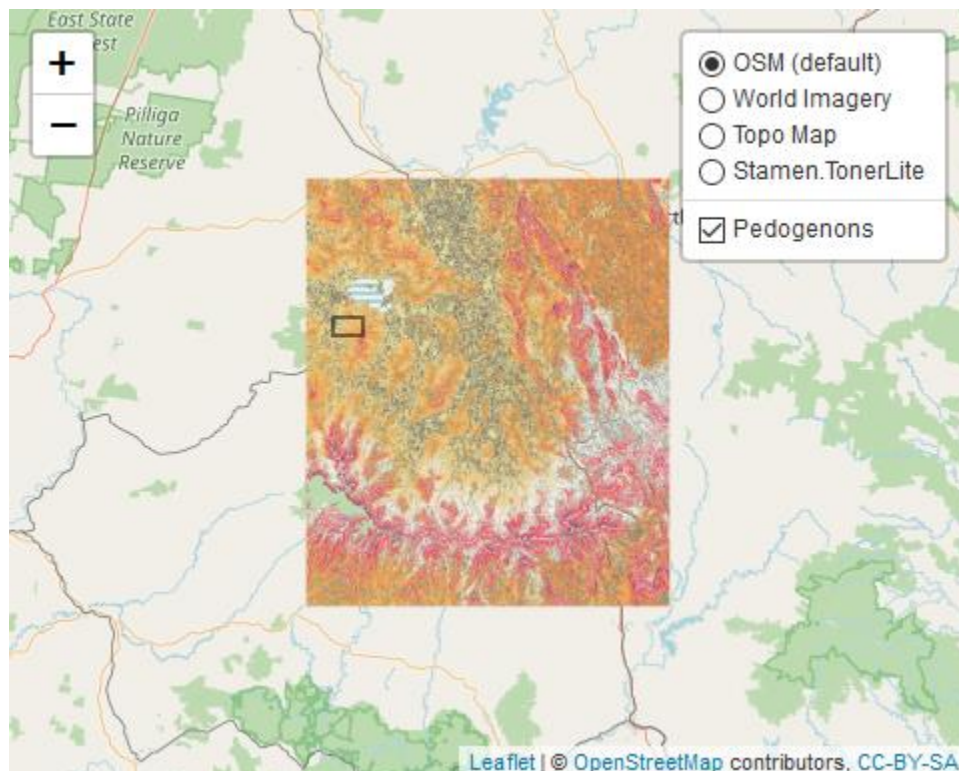 East State
est
+
−
Pilliga
Nature
Reserve
OSM (default)
World Imagery
Topo Map
Stamen.TonerLite
Pedogenons
Leaflet | © OpenStreetMap contributors, CC-BY-SA